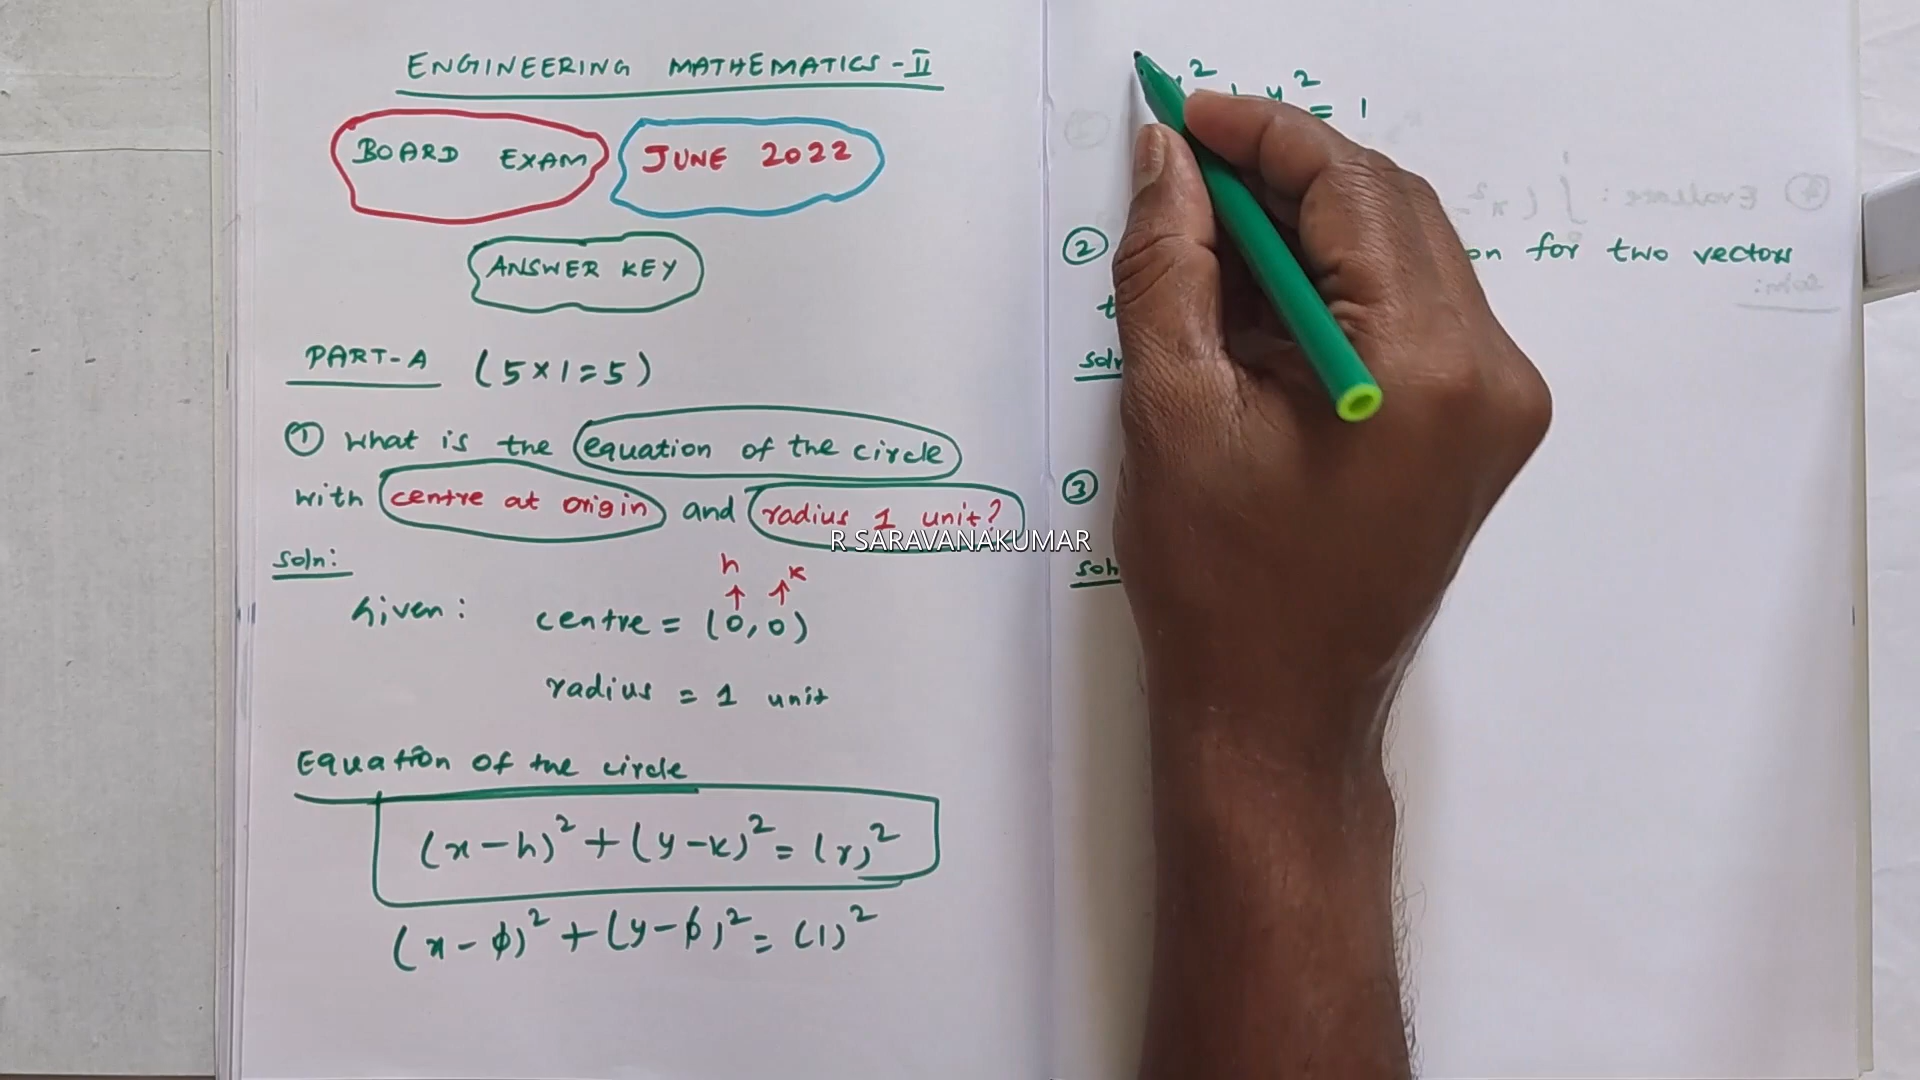 ENGINEERING MATHEMATICS - II
BOARD EXAM JUNE 2022
ANSWER KEY
PART-A (5×1=5)
① What is the equation of the circle
with centre at origin and radius 1 unit?
R SARAVANAKUMAR
Soln:
h k
Given: centre = (0,0)
radius = 1 unit
Equation of the circle
(x-h)² + (y-k)² = (r)²
(x-0)² + (y-0)² = (1)²
x² + y² = 1
② on for two vectors
soln
③
soln